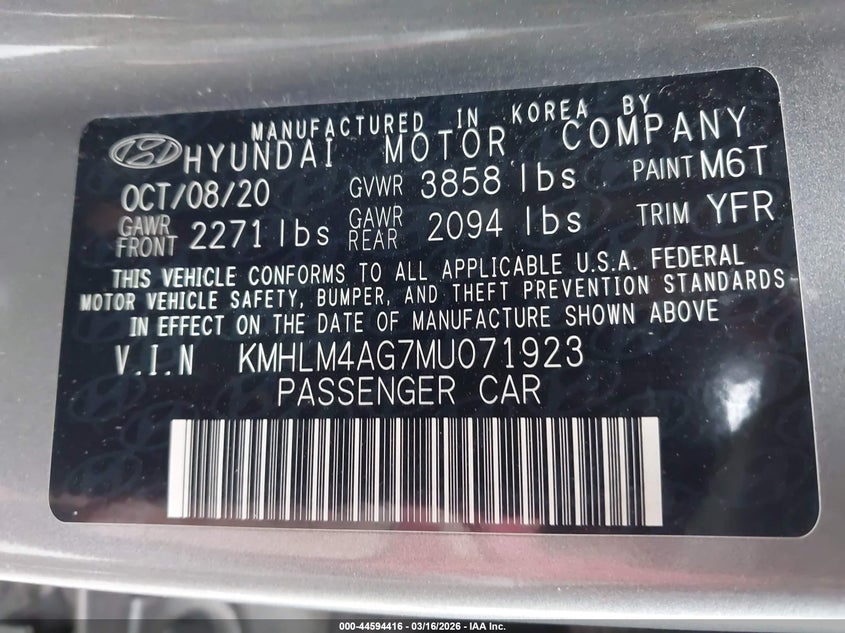 MANUFACTURED IN KOREA BY
HYUNDAI MOTOR COMPANY
OCT/08/20 GVWR 3858 lbs PAINT M6T
GAWR FRONT 2271 lbs GAWR REAR 2094 lbs TRIM YFR
THIS VEHICLE CONFORMS TO ALL APPLICABLE U.S.A. FEDERAL
MOTOR VEHICLE SAFETY, BUMPER, AND THEFT PREVENTION STANDARDS
IN EFFECT ON THE DATE OF MANUFACTURE SHOWN ABOVE
V.I.N KMHLM4AG7MU071923
PASSENGER CAR
000-44594416 - 03/16/2026 - IAA Inc.